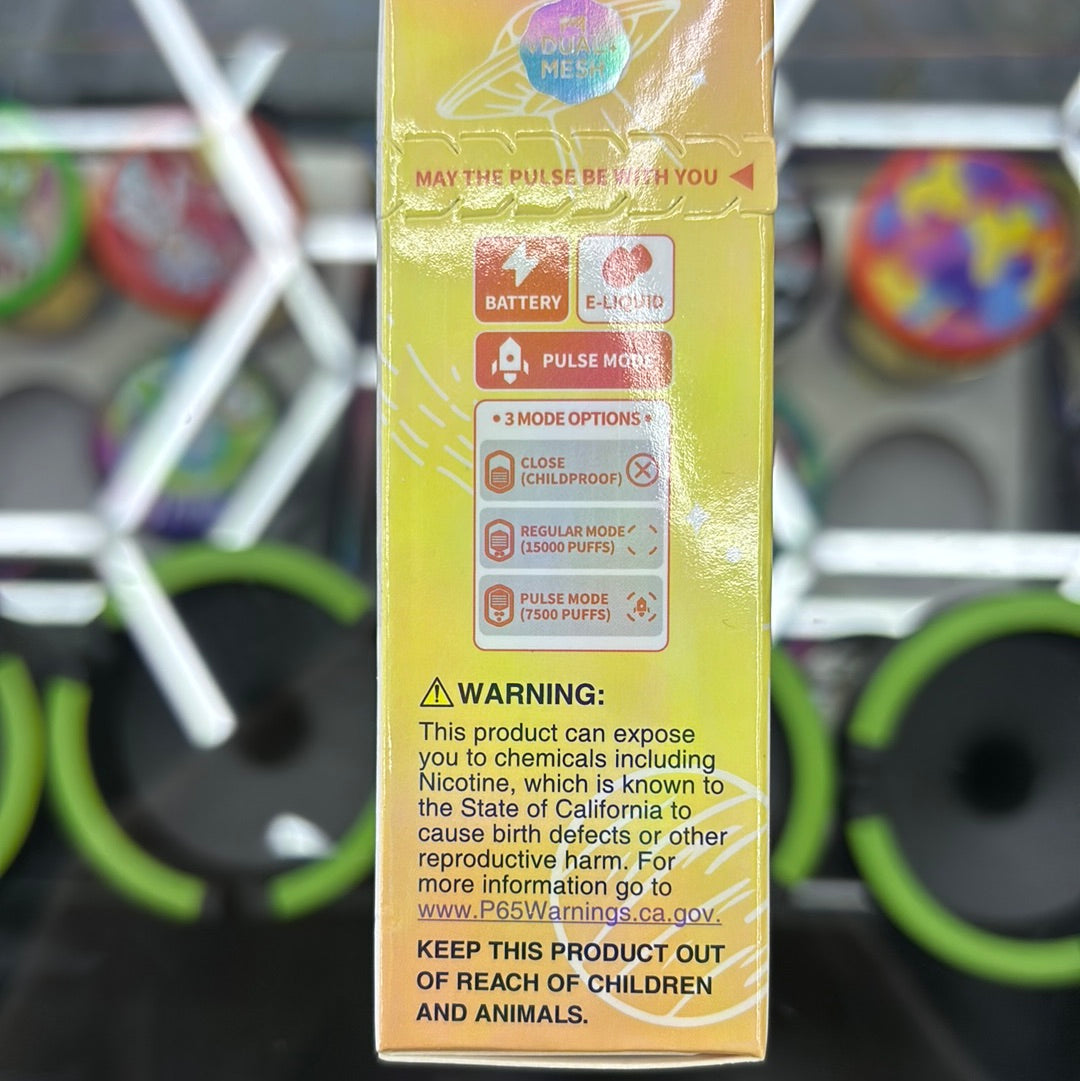 DUAL
MESH
MAY THE PULSE BE WITH YOU
BATTERY
E-LIQUID
PULSE MODE
• 3 MODE OPTIONS •
CLOSE
(CHILDPROOF)
REGULAR MODE
(15000 PUFFS)
PULSE MODE
(7500 PUFFS)
WARNING:
This product can expose
you to chemicals including
Nicotine, which is known to
the State of California to
cause birth defects or other
reproductive harm. For
more information go to
www.P65Warnings.ca.gov.
KEEP THIS PRODUCT OUT
OF REACH OF CHILDREN
AND ANIMALS.